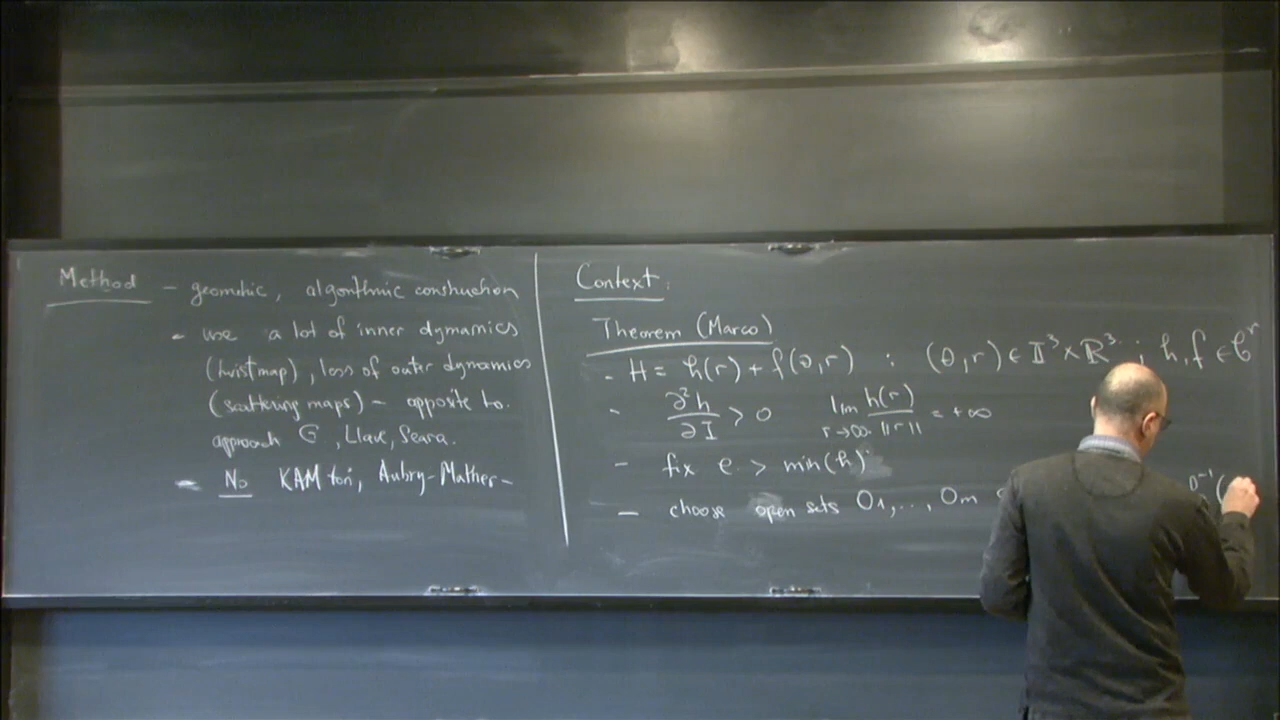 Method – geometric, algorithmic construction
– use a lot of inner dynamics
(twist map), loss of outer dynamics
(scattering maps) – opposite to
approach G, Llave, Seara.
– No KAM tori, Aubry-Mather –
Context:
Theorem (Marco)
– H = h(r) + f(θ,r) : (θ,r) ∈ 𝕋³×ℝ³ ; h,f ∈ C^r
– ∂²h/∂I > 0 lim_{r→∞} h(r)/||r|| = +∞
– fix e > min(h)
– choose open sets O₁,..., Oₘ